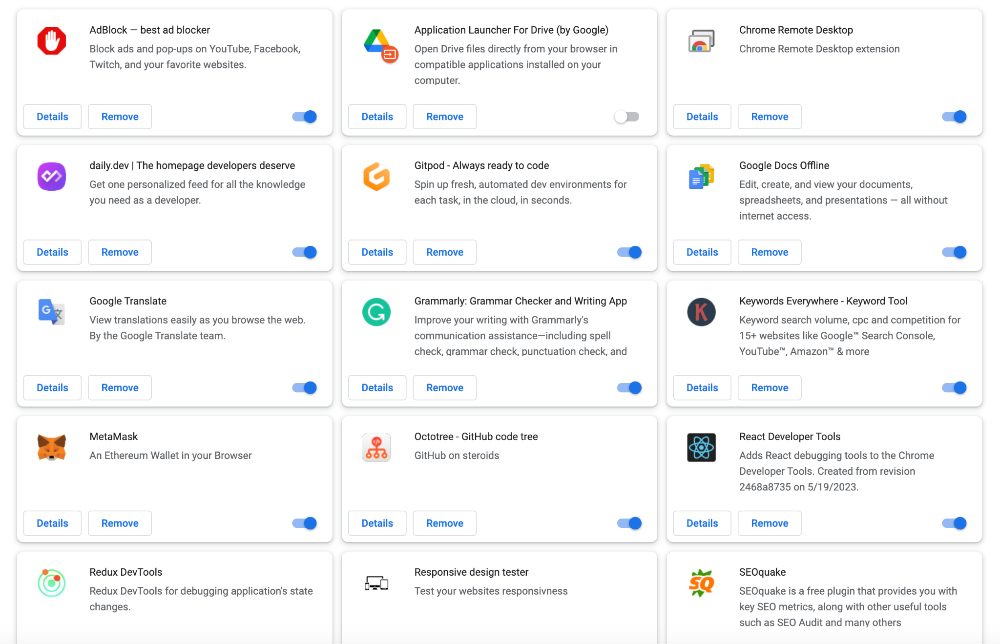 AdBlock — best ad blocker
Block ads and pop-ups on YouTube, Facebook,
Twitch, and your favorite websites.
Details
Remove
Application Launcher For Drive (by Google)
Open Drive files directly from your browser in
compatible applications installed on your
computer.
Details
Remove
Chrome Remote Desktop
Chrome Remote Desktop extension
Details
Remove
daily.dev | The homepage developers deserve
Get one personalized feed for all the knowledge
you need as a developer.
Details
Remove
Gitpod - Always ready to code
Spin up fresh, automated dev environments for
each task, in the cloud, in seconds.
Details
Remove
Google Docs Offline
Edit, create, and view your documents,
spreadsheets, and presentations — all without
internet access.
Details
Remove
Google Translate
View translations easily as you browse the web.
By the Google Translate team.
Details
Remove
Grammarly: Grammar Checker and Writing App
Improve your writing with Grammarly's
communication assistance—including spell
check, grammar check, punctuation check, and
Details
Remove
Keywords Everywhere - Keyword Tool
Keyword search volume, cpc and competition for
15+ websites like Google™ Search Console,
YouTube™, Amazon™ & more
Details
Remove
MetaMask
An Ethereum Wallet in your Browser
Details
Remove
Octotree - GitHub code tree
GitHub on steroids
Details
Remove
React Developer Tools
Adds React debugging tools to the Chrome
Developer Tools. Created from revision
2468a8735 on 5/19/2023.
Details
Remove
Redux DevTools
Redux DevTools for debugging application's state
changes.
Responsive design tester
Test your websites responsivness
SQ
SEOquake
SEOquake is a free plugin that provides you with
key SEO metrics, along with other useful tools
such as SEO Audit and many others